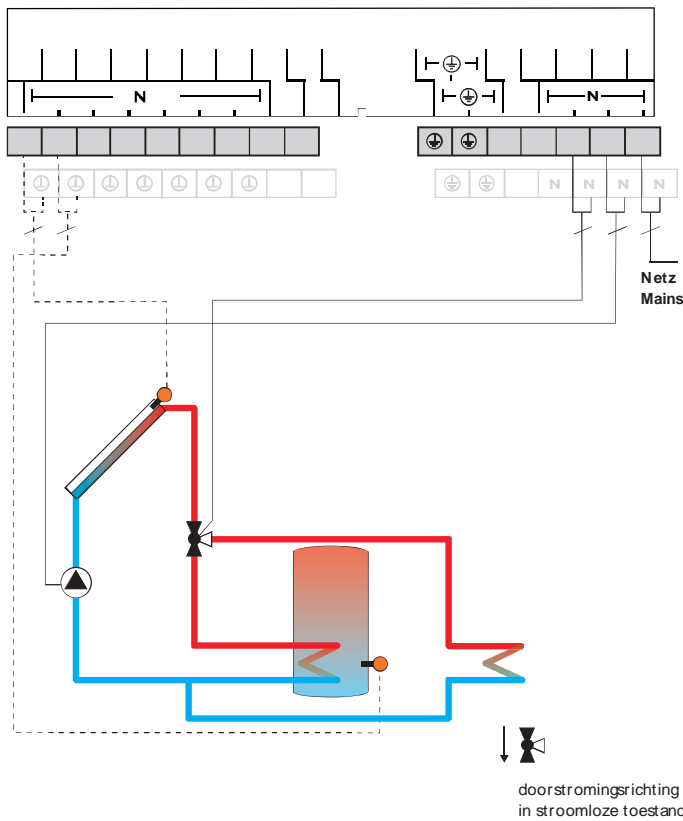 N
N
N N N N
Netz
Mains
doorstromingsrichting
in stroomloze toestand